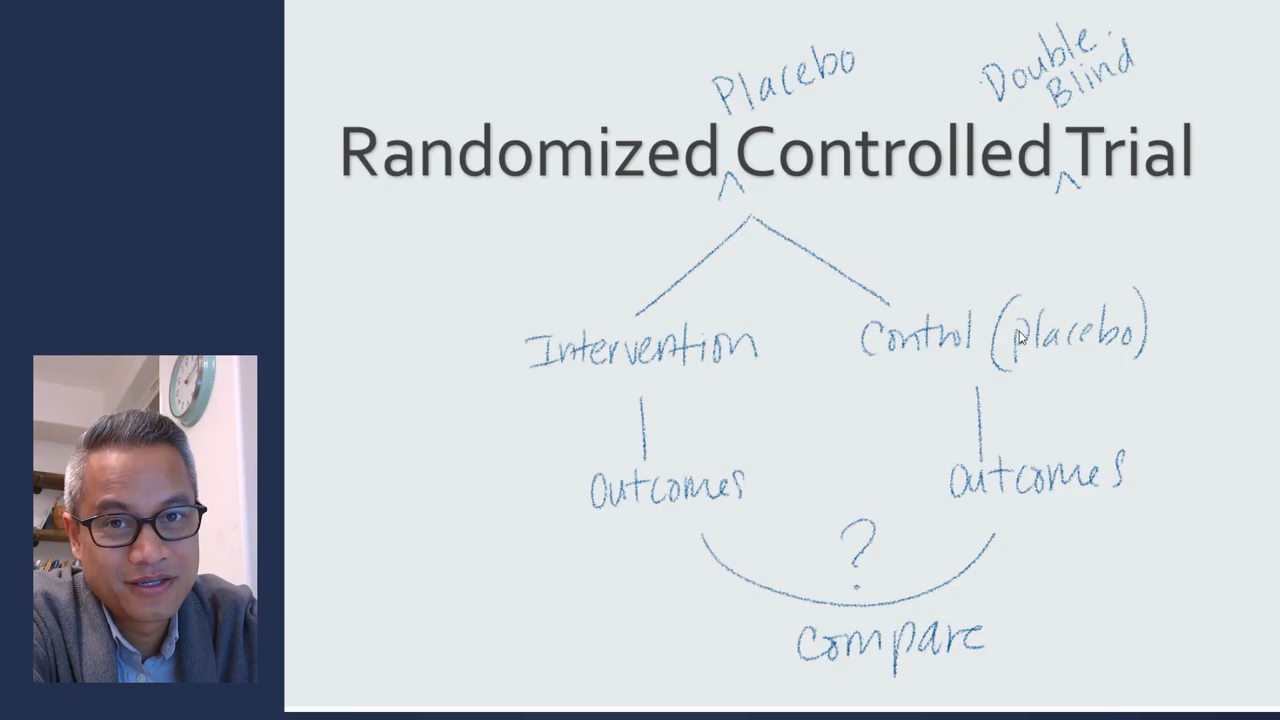 Placebo
Double
Blind
Randomized Controlled Trial
^ ^
Intervention
Control (placebo)
Outcomes
Outcomes
?
Compare